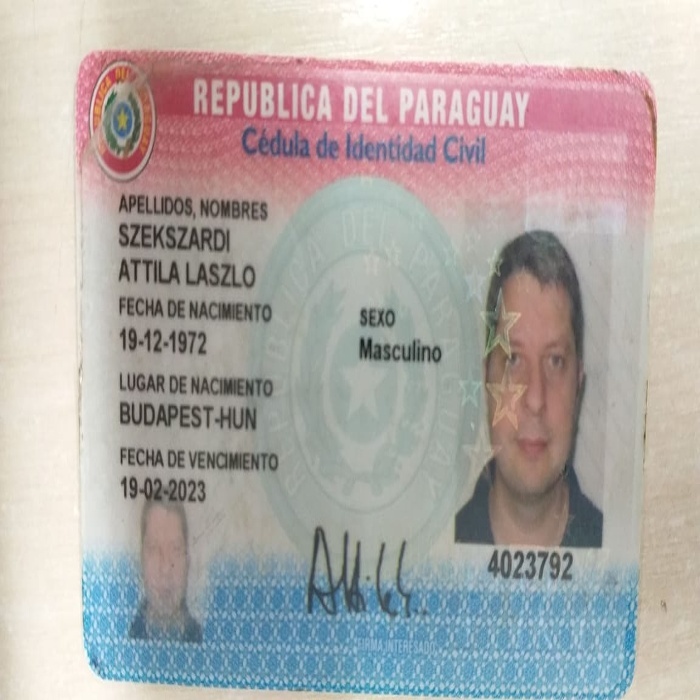 REPUBLICA DEL PARAGUAY
Cédula de Identidad Civil
APELLIDOS, NOMBRES
SZEKSZARDI
ATTILA LASZLO
FECHA DE NACIMIENTO
19-12-1972
SEXO
Masculino
LUGAR DE NACIMIENTO
BUDAPEST-HUN
FECHA DE VENCIMIENTO
19-02-2023
4023792
FIRMA INTERESADO